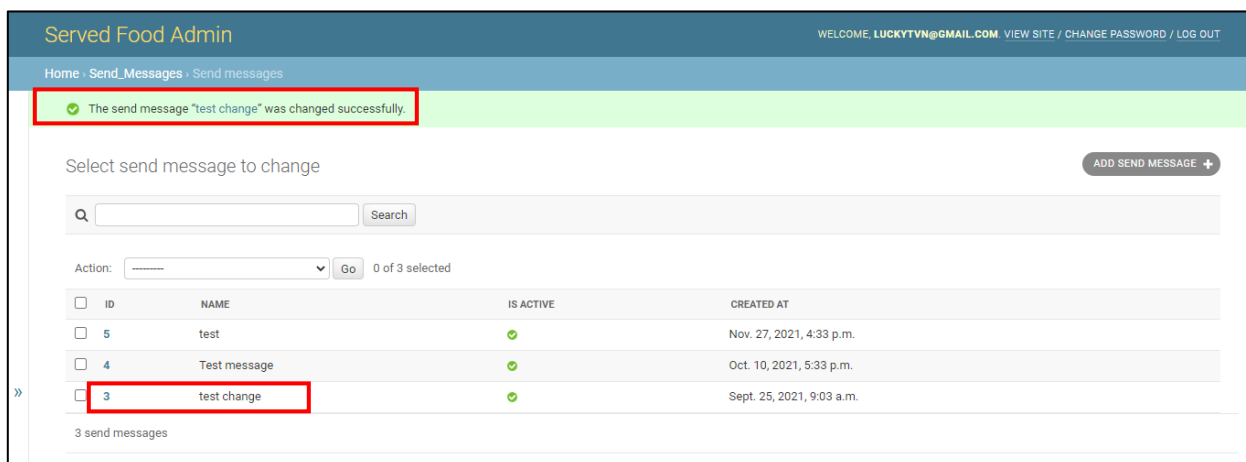 Served Food Admin
WELCOME, LUCKYTVN@GMAIL.COM. VIEW SITE / CHANGE PASSWORD / LOG OUT
Home › Send_Messages › Send messages
The send message "test change" was changed successfully.
Select send message to change
ADD SEND MESSAGE +
Search
Action: --------- Go 0 of 3 selected
ID NAME IS ACTIVE CREATED AT
5 test Nov. 27, 2021, 4:33 p.m.
4 Test message Oct. 10, 2021, 5:33 p.m.
3 test change Sept. 25, 2021, 9:03 a.m.
»
3 send messages